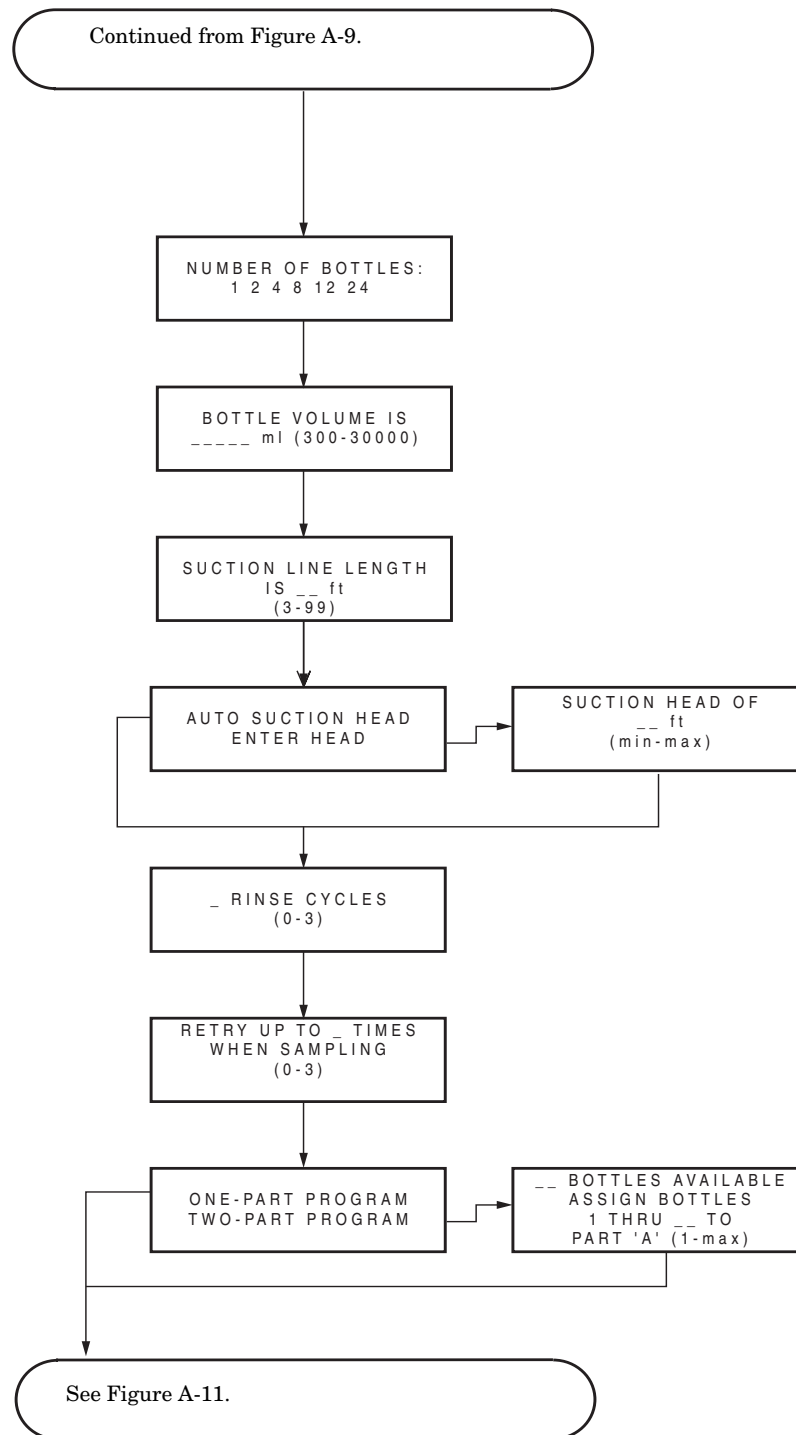 Continued from Figure A-9.
NUMBER OF BOTTLES:
1 2 4 8 12 24
BOTTLE VOLUME IS
_____ ml (300-30000)
SUCTION LINE LENGTH
IS __ ft
(3-99)
AUTO SUCTION HEAD
ENTER HEAD
SUCTION HEAD OF
__ ft
(min-max)
_ RINSE CYCLES
(0-3)
RETRY UP TO _ TIMES
WHEN SAMPLING
(0-3)
ONE-PART PROGRAM
TWO-PART PROGRAM
__ BOTTLES AVAILABLE
ASSIGN BOTTLES
1 THRU __ TO
PART 'A' (1-max)
See Figure A-11.